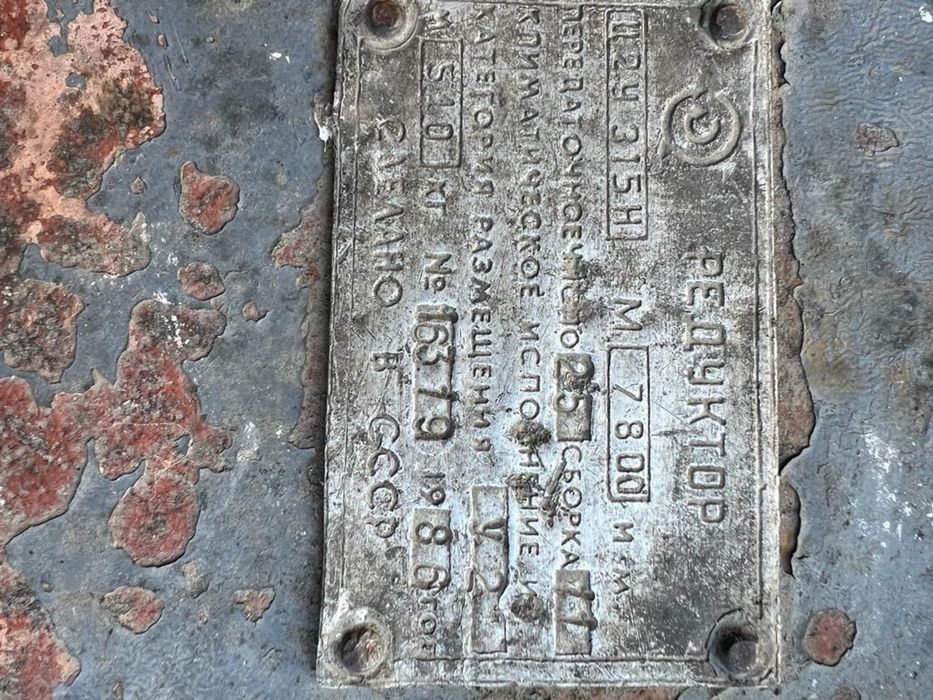 РЕДУКТОР
Ц2У 315Н М 7800 Н·М
ПЕРЕДАТОЧНОЕ ЧИСЛО 25 СБОРКА 11
КЛИМАТИЧЕСКОЕ ИСПОЛНЕНИЕ И
КАТЕГОРИЯ РАЗМЕЩЕНИЯ У2
М 510 КГ № 16379 1986 ГОД
СДЕЛАНО В СССР